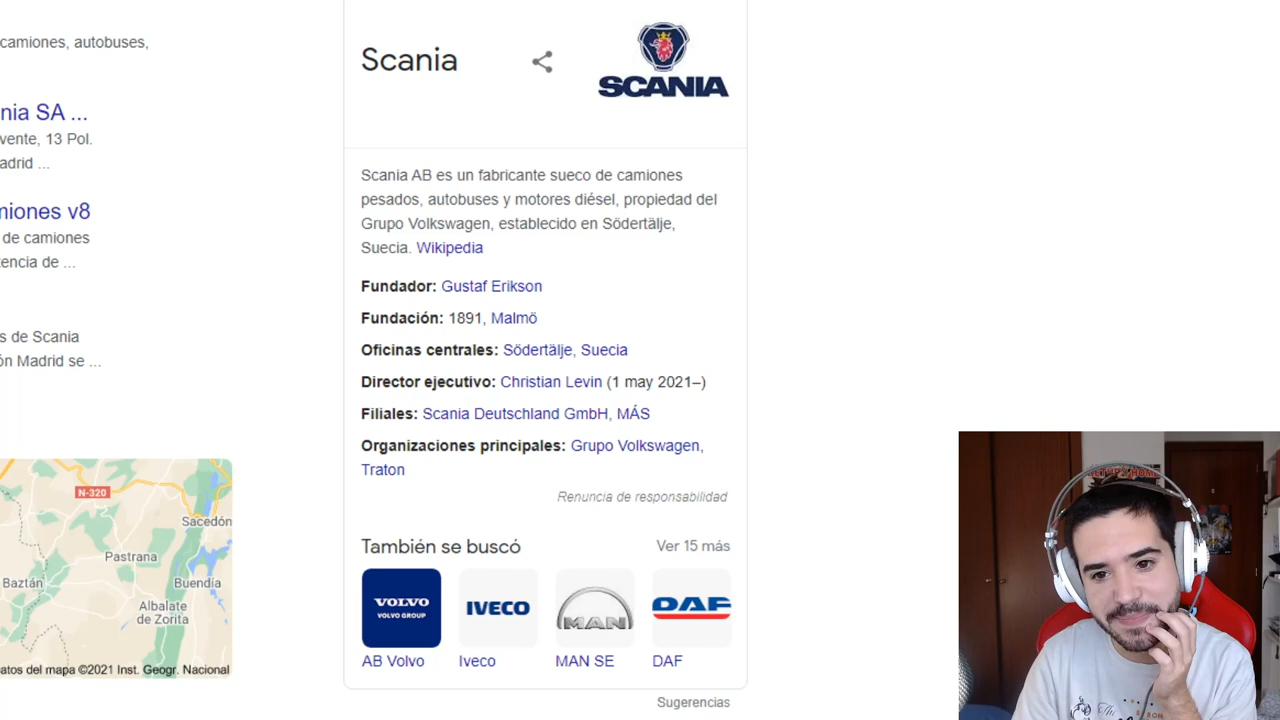 camiones, autobuses,
nia SA ...
vente, 13 Pol.
adrid ...
niones v8
de camiones
tencia de ...
s de Scania
ón Madrid se ...
N-320
Sacedón
Pastrana
Baztán
Buendía
Albalate
de Zorita
atos del mapa ©2021 Inst. Geogr. Nacional
Scania
SCANIA
Scania AB es un fabricante sueco de camiones
pesados, autobuses y motores diésel, propiedad del
Grupo Volkswagen, establecido en Södertälje,
Suecia. Wikipedia
Fundador: Gustaf Erikson
Fundación: 1891, Malmö
Oficinas centrales: Södertälje, Suecia
Director ejecutivo: Christian Levin (1 may 2021–)
Filiales: Scania Deutschland GmbH, MÁS
Organizaciones principales: Grupo Volkswagen,
Traton
Renuncia de responsabilidad
También se buscó
Ver 15 más
VOLVO
VOLVO GROUP
IVECO
MAN
DAF
AB Volvo
Iveco
MAN SE
DAF
Sugerencias